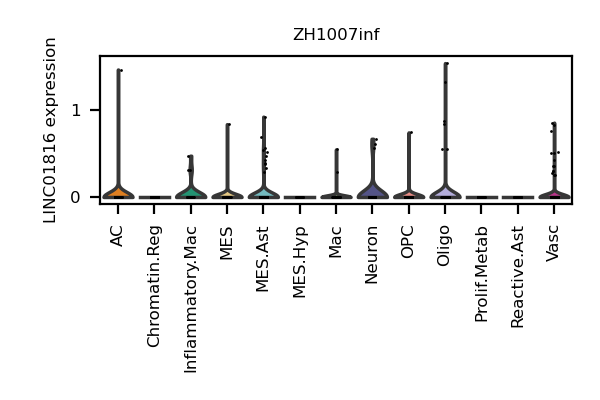 ZH1007inf
LINC01816 expression
1
0
AC
Chromatin.Reg
Inflammatory.Mac
MES
MES.Ast
MES.Hyp
Mac
Neuron
OPC
Oligo
Prolif.Metab
Reactive.Ast
Vasc